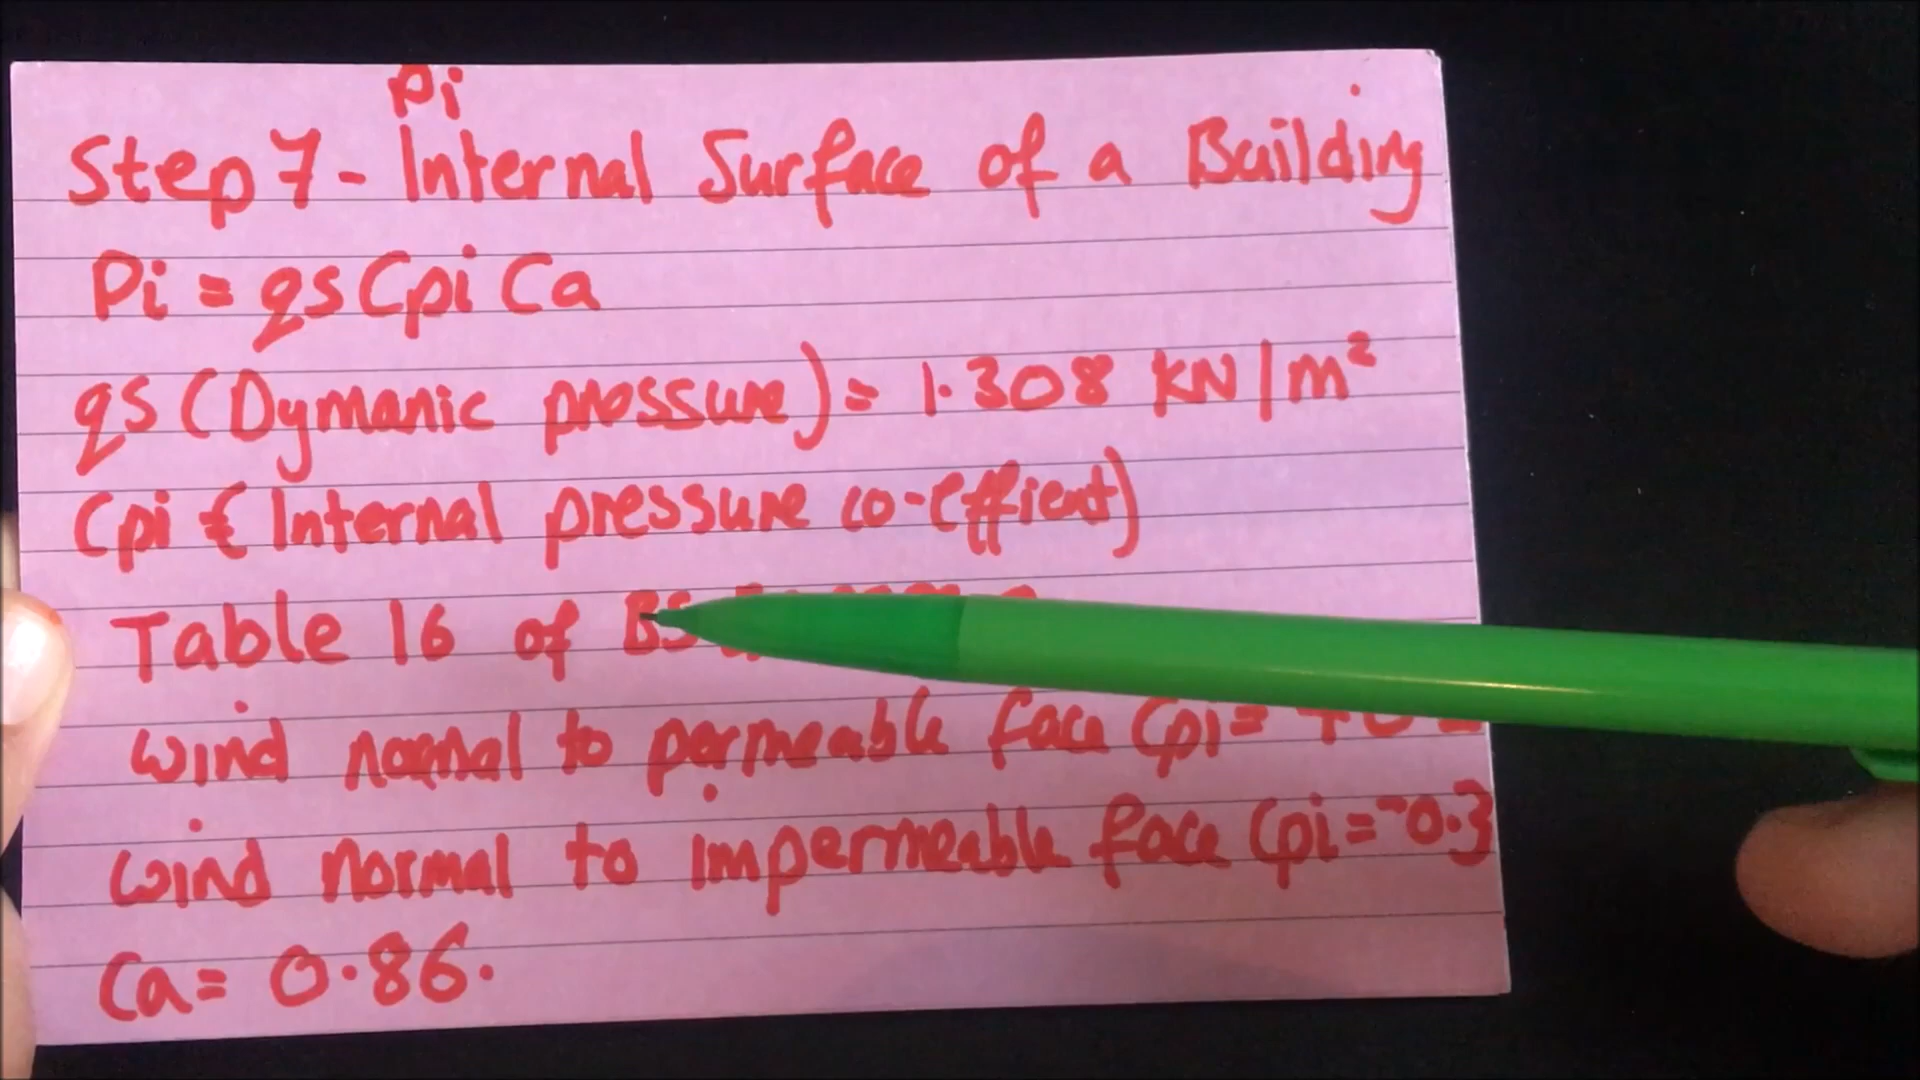 Pi
Step 7 - Internal Surface of a Building
Pi = qs Cpi Ca
qs (Dymanic pressure) = 1.308 KN/m²
Cpi ( Internal pressure co-effient)
Table 16 of BS
wind normal to permeable face Cpi =
wind normal to impermeable face Cpi = -0.3
Ca = 0.86.